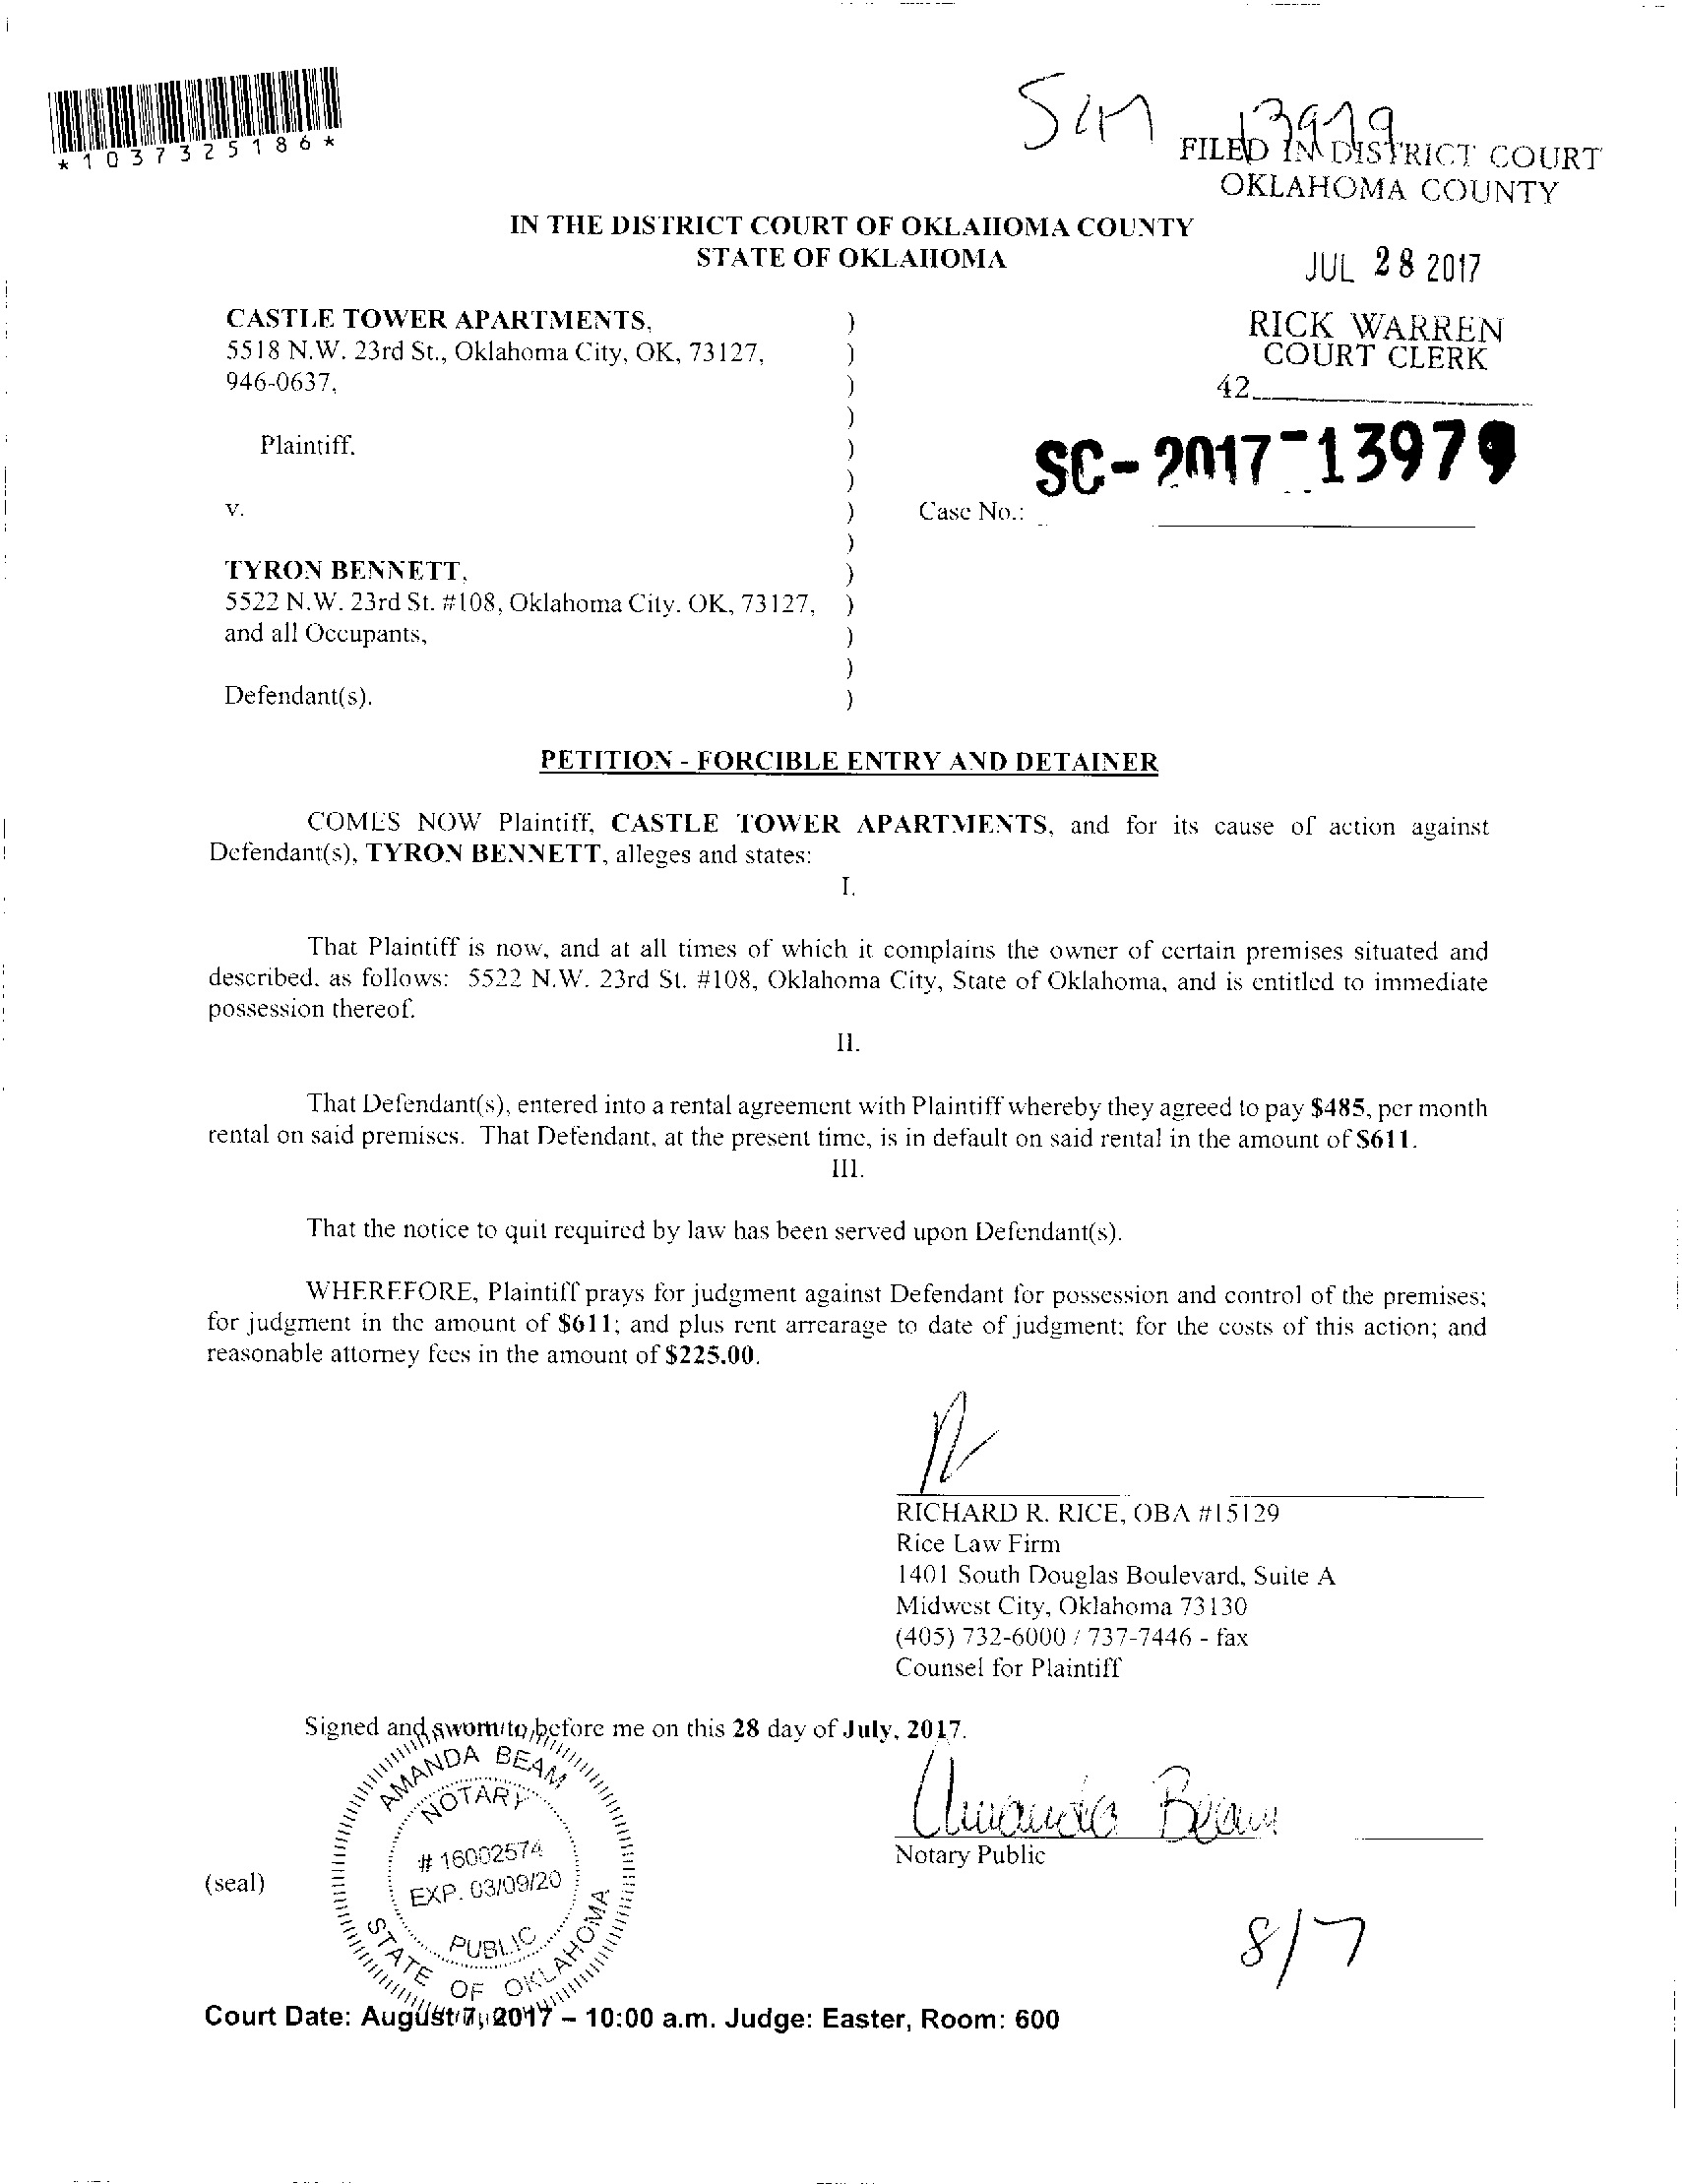 *1037325186*
SM 13979
FILED IN DISTRICT COURT
OKLAHOMA COUNTY
IN THE DISTRICT COURT OF OKLAHOMA COUNTY
STATE OF OKLAHOMA
JUL 28 2017
RICK WARREN
COURT CLERK
42
CASTLE TOWER APARTMENTS, )
5518 N.W. 23rd St., Oklahoma City, OK, 73127, )
946-0637, )
)
Plaintiff, )
)
v. ) Case No.: SC-2017-13979
)
TYRON BENNETT, )
5522 N.W. 23rd St. #108, Oklahoma City. OK, 73127, )
and all Occupants, )
)
Defendant(s). )
PETITION - FORCIBLE ENTRY AND DETAINER
COMES NOW Plaintiff, CASTLE TOWER APARTMENTS, and for its cause of action against
Defendant(s), TYRON BENNETT, alleges and states:
I.
That Plaintiff is now, and at all times of which it complains the owner of certain premises situated and
described, as follows: 5522 N.W. 23rd St. #108, Oklahoma City, State of Oklahoma, and is entitled to immediate
possession thereof.
II.
That Defendant(s), entered into a rental agreement with Plaintiff whereby they agreed to pay $485, per month
rental on said premises. That Defendant, at the present time, is in default on said rental in the amount of $611.
III.
That the notice to quit required by law has been served upon Defendant(s).
WHEREFORE, Plaintiff prays for judgment against Defendant for possession and control of the premises;
for judgment in the amount of $611; and plus rent arrearage to date of judgment; for the costs of this action; and
reasonable attorney fees in the amount of $225.00.
RICHARD R. RICE, OBA #15129
Rice Law Firm
1401 South Douglas Boulevard, Suite A
Midwest City, Oklahoma 73130
(405) 732-6000 / 737-7446 - fax
Counsel for Plaintiff
Signed and sworn to before me on this 28 day of July, 2017.
AMANDA BEAM
NOTARY
# 16002574
EXP. 03/09/20
PUBLIC
STATE OF OKLAHOMA
Amanda Beam
Notary Public
(seal)
8/7
Court Date: August 7, 2017 – 10:00 a.m. Judge: Easter, Room: 600